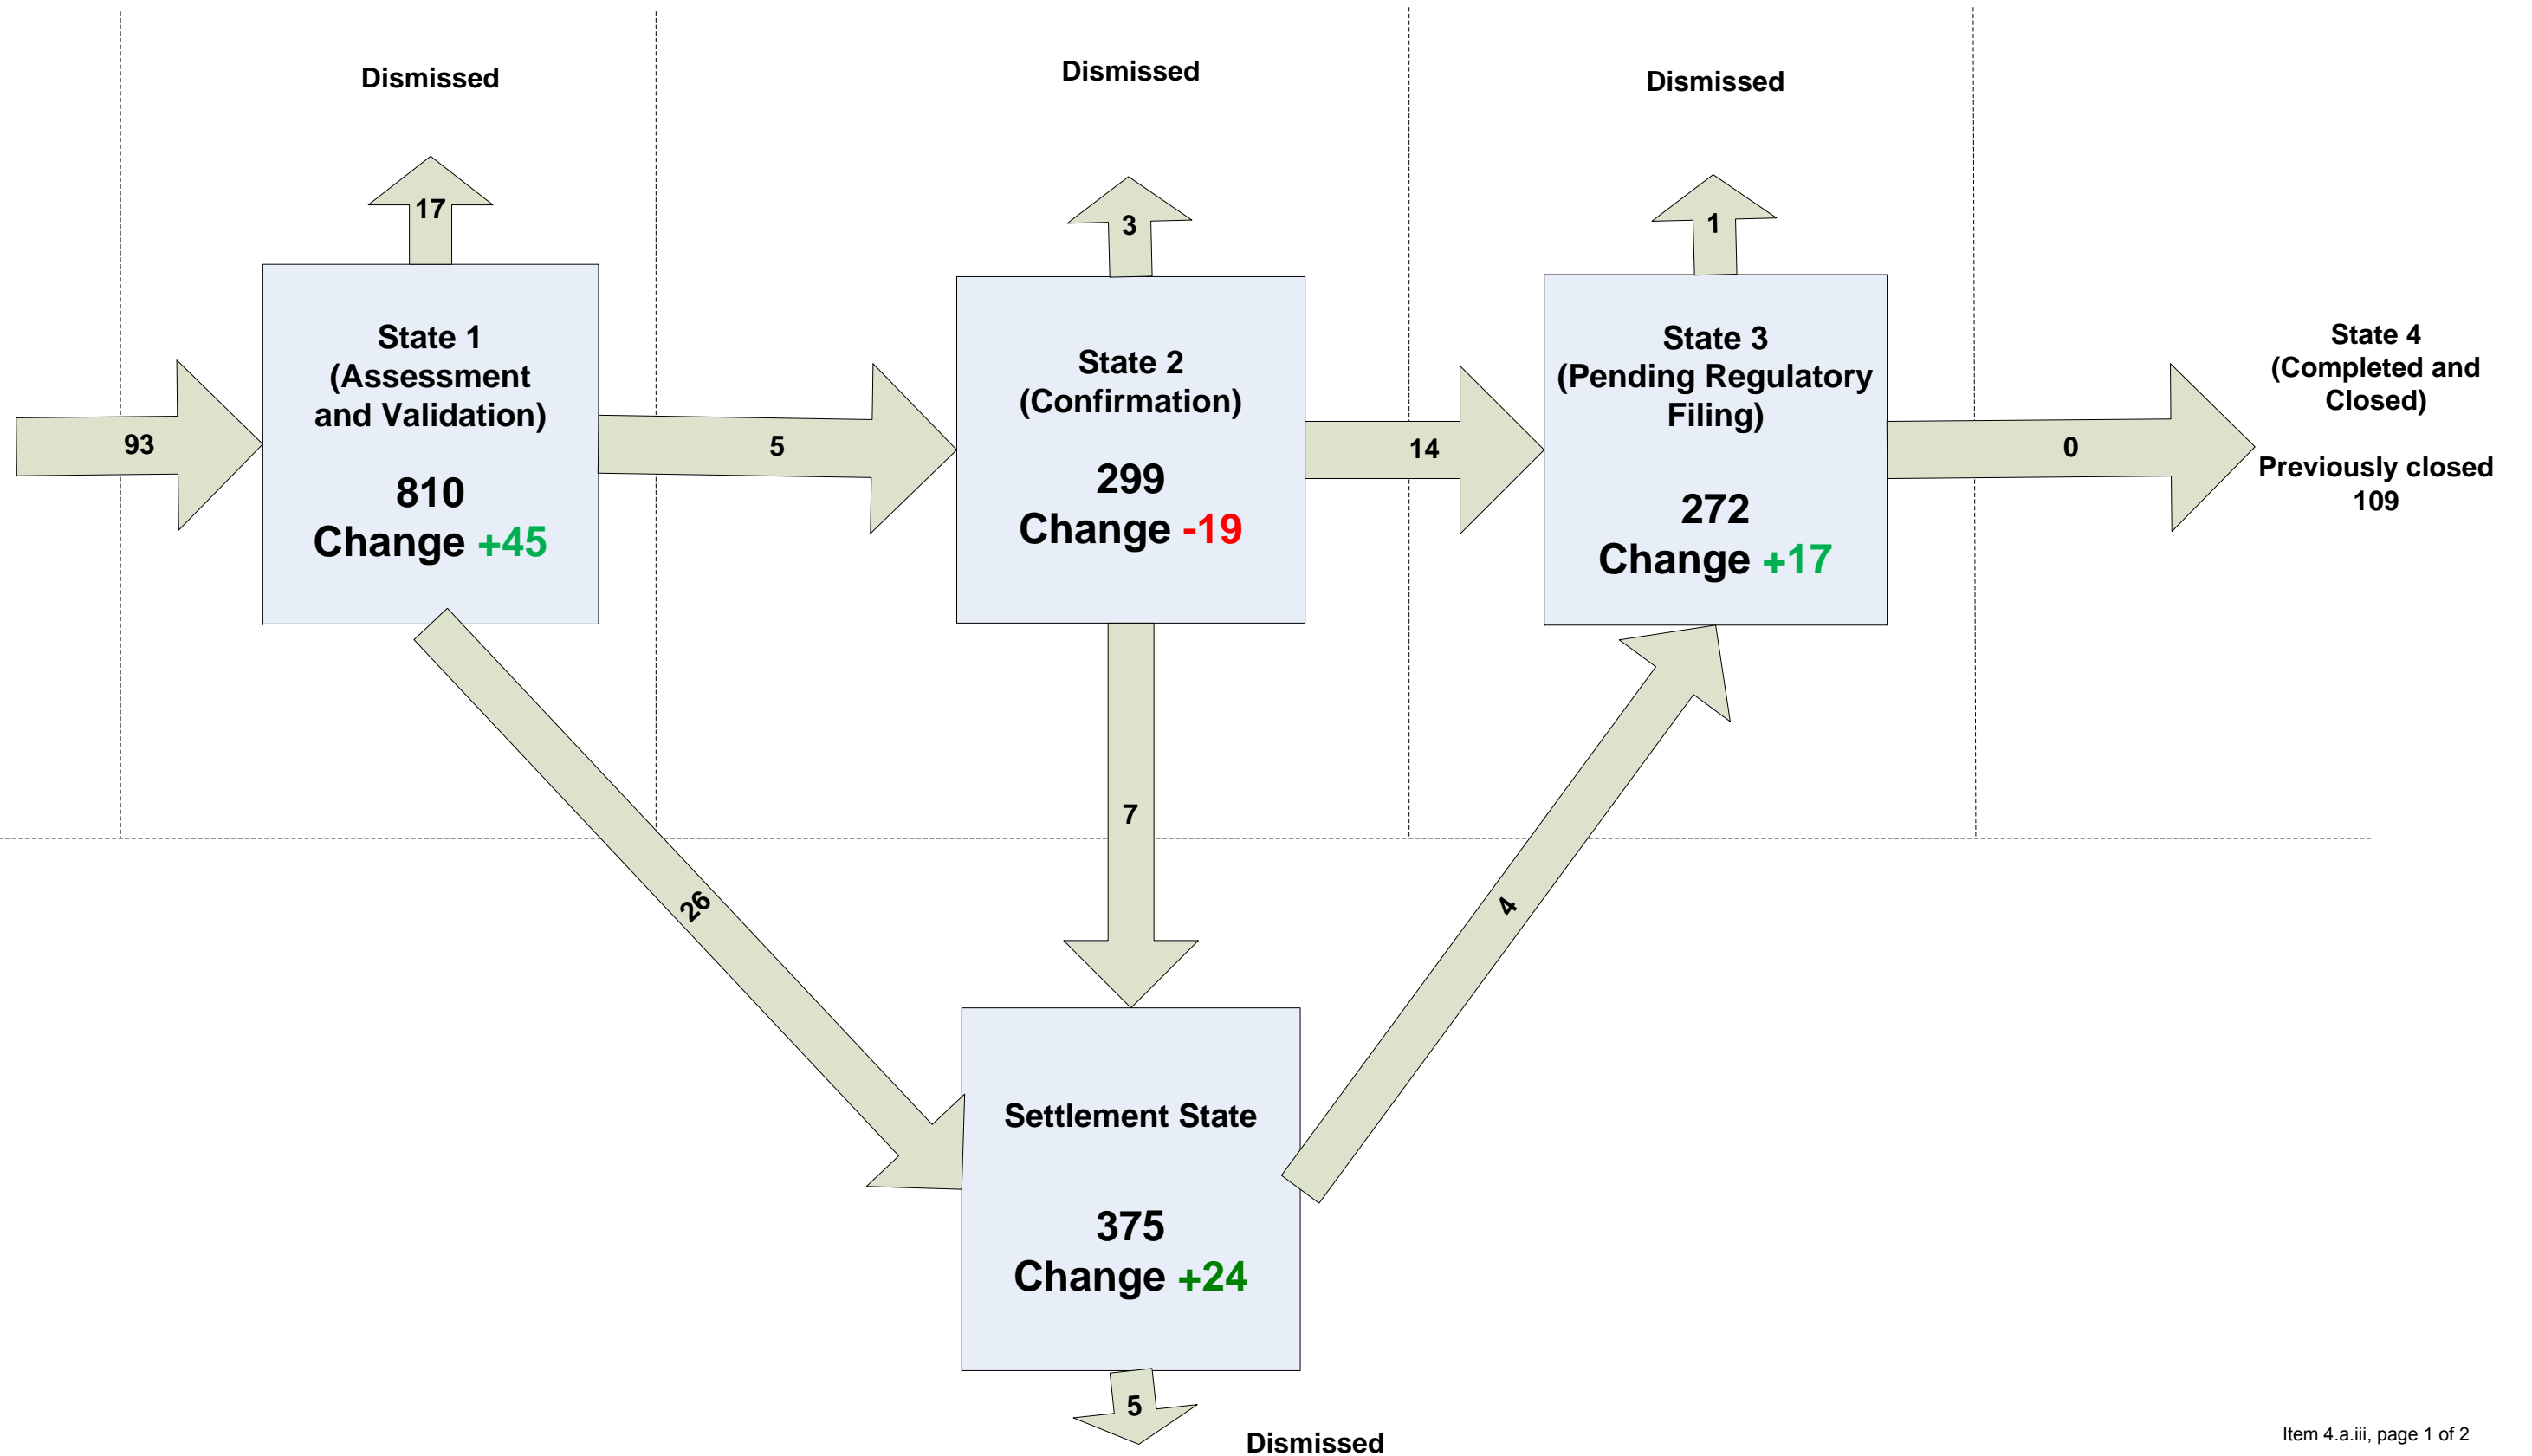 Dismissed
Dismissed
Dismissed
17
3
1
State 1
(Assessment
and Validation)
810
Change +45
State 2
(Confirmation)
299
Change -19
State 3
(Pending Regulatory
Filing)
272
Change +17
State 4
(Completed and
Closed)
Previously closed
109
93
5
14
0
7
26
4
Settlement State
375
Change +24
5
Dismissed
Item 4.a.iii, page 1 of 2